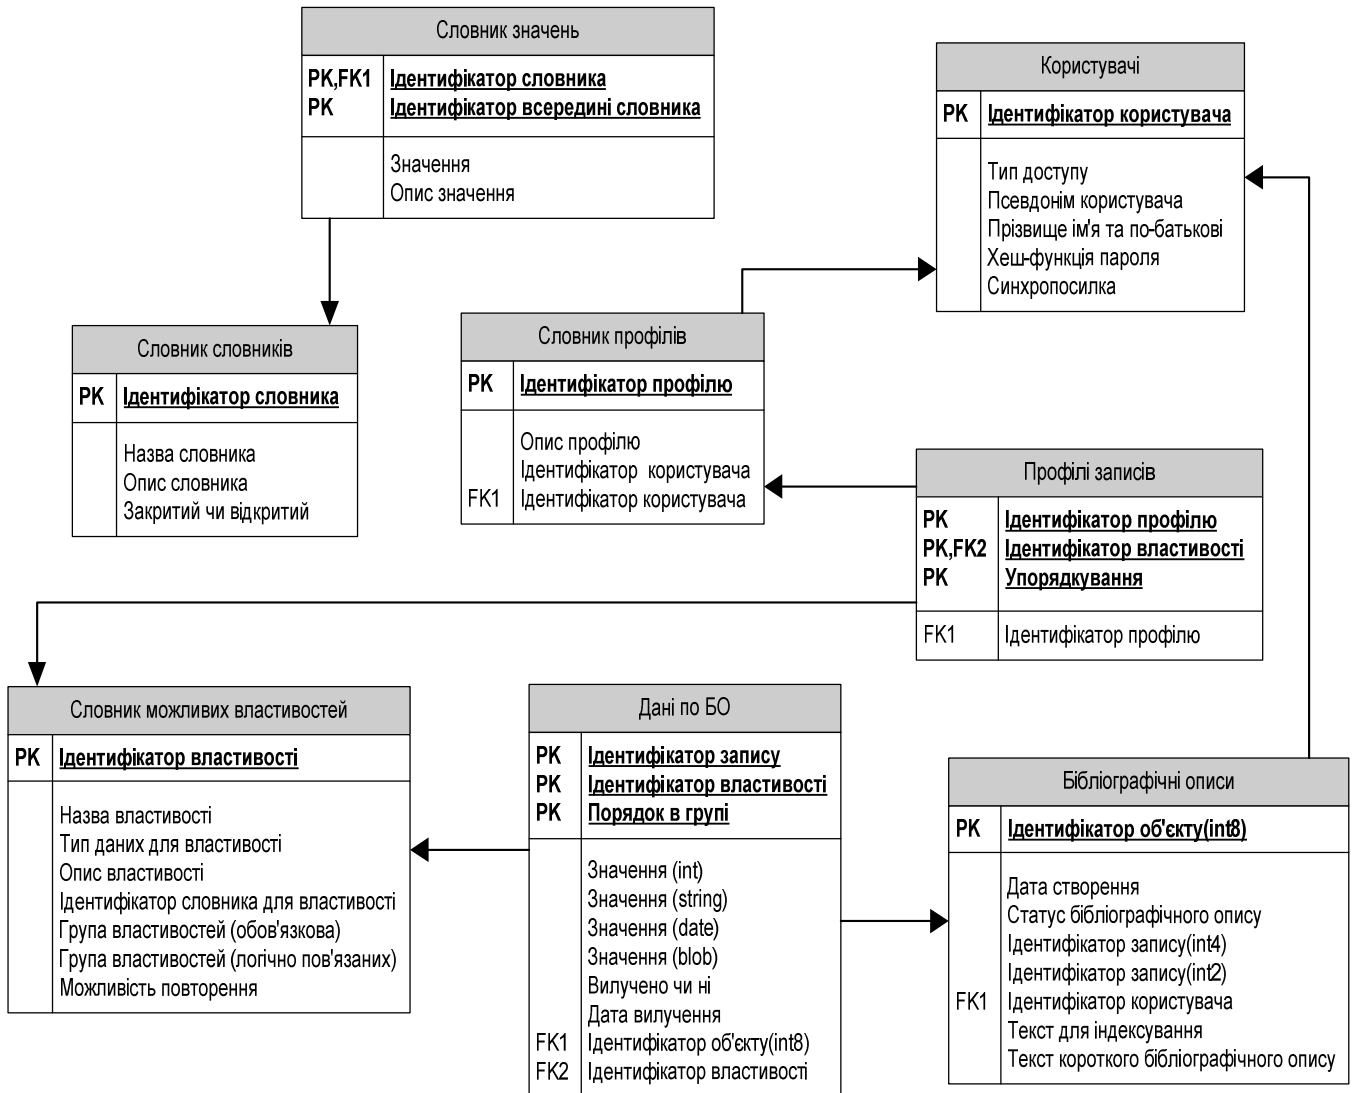 Словник значень
PK,FK1 Ідентифікатор словника
PK Ідентифікатор всередині словника
Значення
Опис значення
Користувачі
PK Ідентифікатор користувача
Тип доступу
Псевдонім користувача
Прізвище ім'я та по-батькові
Хеш-функція пароля
Синхропосилка
Словник словників
PK Ідентифікатор словника
Назва словника
Опис словника
Закритий чи відкритий
Словник профілів
PK Ідентифікатор профілю
Опис профілю
Ідентифікатор користувача
FK1 Ідентифікатор користувача
Профілі записів
PK Ідентифікатор профілю
PK,FK2 Ідентифікатор властивості
PK Упорядкування
FK1 Ідентифікатор профілю
Словник можливих властивостей
PK Ідентифікатор властивості
Назва властивості
Тип даних для властивості
Опис властивості
Ідентифікатор словника для властивості
Група властивостей (обов'язкова)
Група властивостей (логічно пов'язаних)
Можливість повторення
Дані по БО
PK Ідентифікатор запису
PK Ідентифікатор властивості
PK Порядок в групі
Значення (int)
Значення (string)
Значення (date)
Значення (blob)
Вилучено чи ні
Дата вилучення
FK1 Ідентифікатор об'єкту(int8)
FK2 Ідентифікатор властивості
Бібліографічні описи
PK Ідентифікатор об'єкту(int8)
Дата створення
Статус бібліографічного опису
Ідентифікатор запису(int4)
Ідентифікатор запису(int2)
FK1 Ідентифікатор користувача
Текст для індексування
Текст короткого бібліографічного опису